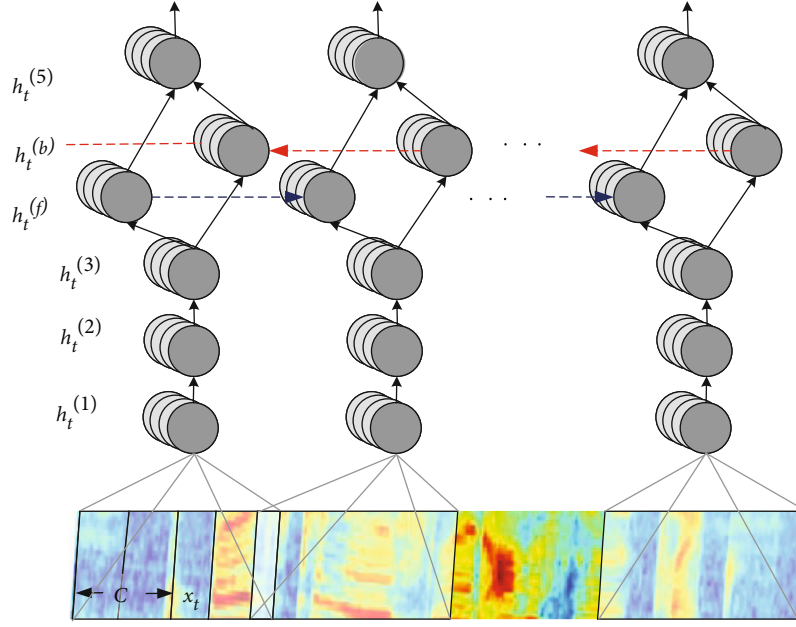 h_t^(5)
h_t^(b)
. . .
h_t^(f)
. . .
h_t^(3)
h_t^(2)
h_t^(1)
C x_t